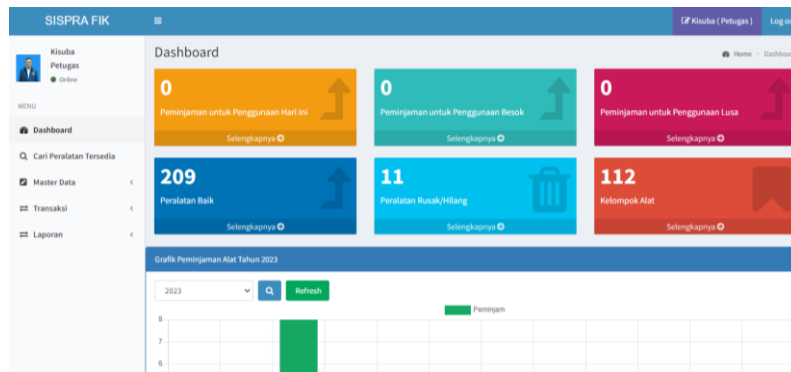 SISPRA FIK
Kisuba ( Petugas )
Log ou
Kisuba
Petugas
Online
MENU
Dashboard
Cari Peralatan Tersedia
Master Data
Transaksi
Laporan
Dashboard
Home
Dashboa
0
Peminjaman untuk Penggunaan Hari ini
Selengkapnya
0
Peminjaman untuk Penggunaan Besok
Selengkapnya
0
Peminjaman untuk Penggunaan Lusa
Selengkapnya
209
Peralatan Baik
Selengkapnya
11
Peralatan Rusak/Hilang
Selengkapnya
112
Kelompok Alat
Selengkapnya
Grafik Peminjaman Alat Tahun 2023
2023
Refresh
Peminjam
8
7
6